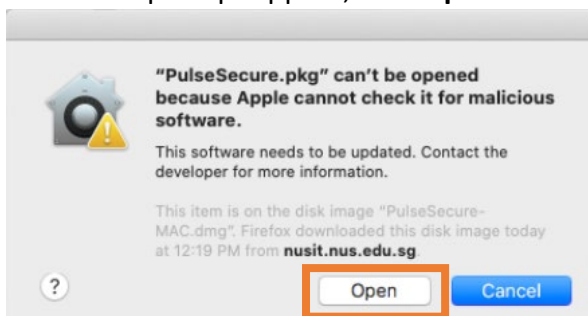 “PulseSecure.pkg” can’t be opened
because Apple cannot check it for malicious
software.
This software needs to be updated. Contact the
developer for more information.
This item is on the disk image “PulseSecure-
MAC.dmg”. Firefox downloaded this disk image today
at 12:19 PM from nusit.nus.edu.sg.
?
Open
Cancel